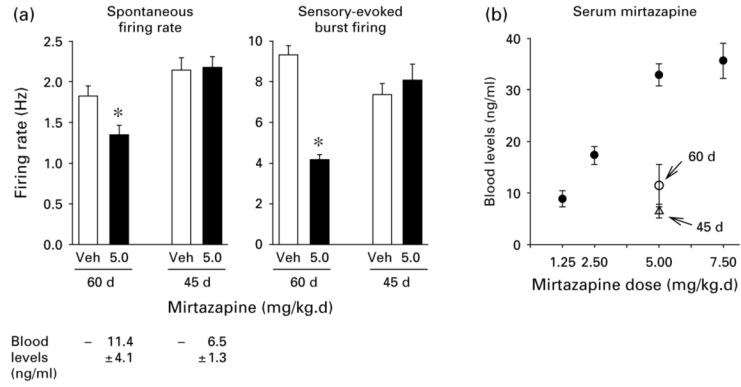 (a)
Spontaneous
firing rate
Sensory-evoked
burst firing
Firing rate (Hz)
2.5
2.0
1.5
1.0
0.5
0.0
*
10
8
6
4
2
0
*
Veh 5.0 Veh 5.0
60 d 45 d
Veh 5.0 Veh 5.0
60 d 45 d
Mirtazapine (mg/kg.d)
Blood – 11.4 – 6.5
levels ±4.1 ±1.3
(ng/ml)
(b)
Serum mirtazapine
Blood levels (ng/ml)
40
30
20
10
0
60 d
45 d
1.25 2.50 5.00 7.50
Mirtazapine dose (mg/kg.d)